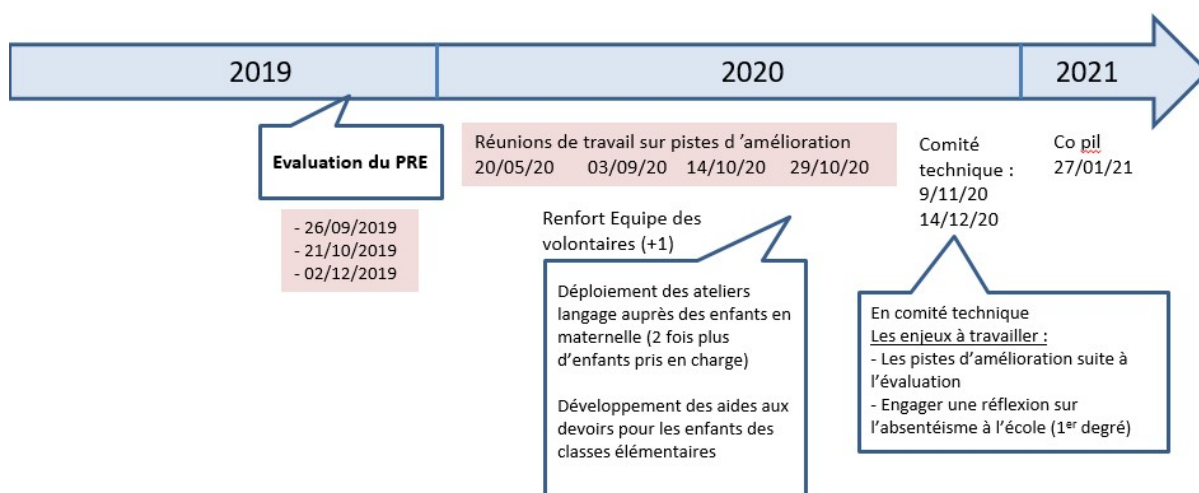 2019
2020
2021
Evaluation du PRE
- 26/09/2019
- 21/10/2019
- 02/12/2019
Réunions de travail sur pistes d ’amélioration
20/05/20 03/09/20 14/10/20 29/10/20
Renfort Equipe des
volontaires (+1)
Déploiement des ateliers
langage auprès des enfants en
maternelle (2 fois plus
d’enfants pris en charge)
Développement des aides aux
devoirs pour les enfants des
classes élémentaires
Comité
technique :
9/11/20
14/12/20
En comité technique
Les enjeux à travailler :
- Les pistes d’amélioration suite à
l’évaluation
- Engager une réflexion sur
l’absentéisme à l’école (1er degré)
Co pil
27/01/21